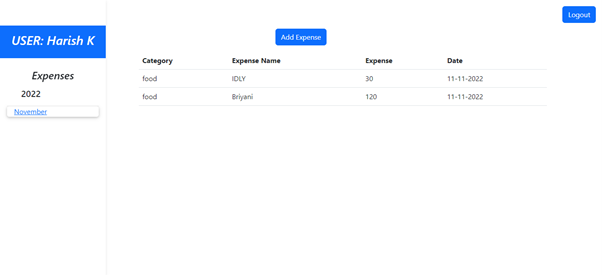 Logout
USER: Harish K
Add Expense
Category Expense Name Expense Date
Expenses
food IDLY 30 11-11-2022
2022
food Briyani 120 11-11-2022
November